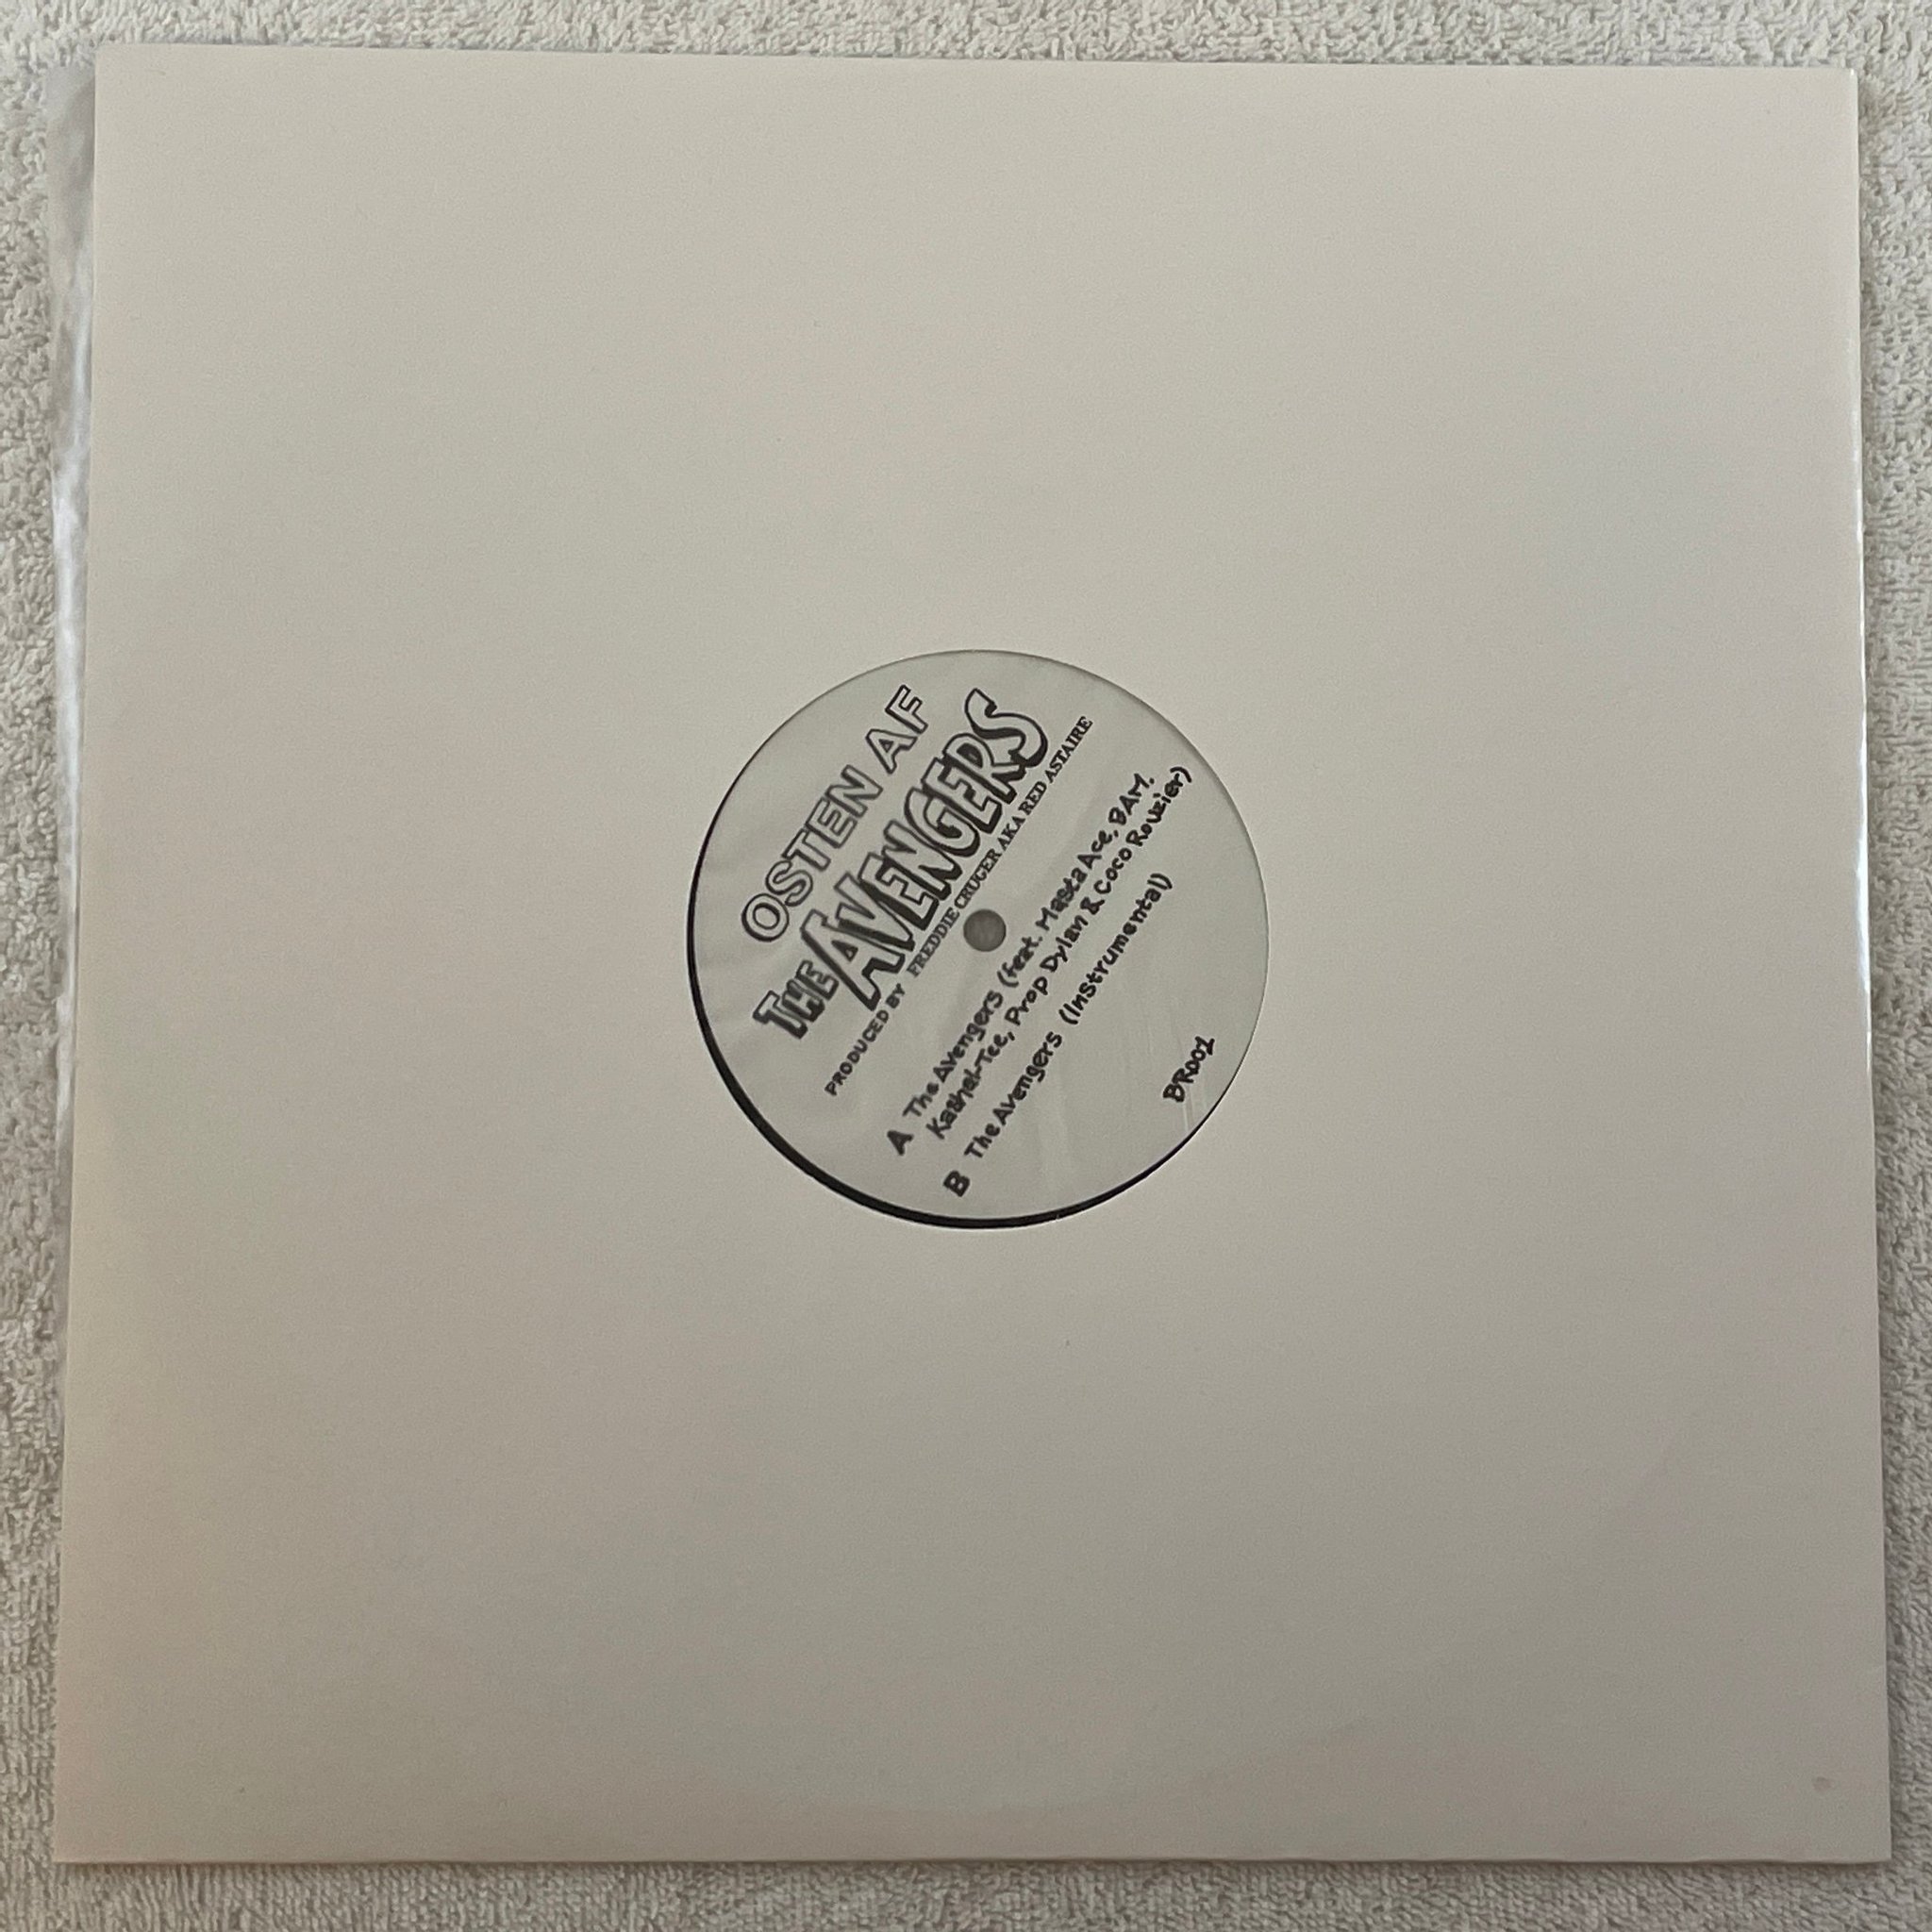 OSTEN AF
THE AVENGERS
PRODUCED BY FREDDIE CRUGER AKA RED ASTAIRE
A The Avengers (feat. Masta Ace, BAM,
Kashal-Tee, Prop Dylan & Coco Rouzier)
B The Avengers (Instrumental)
BR001